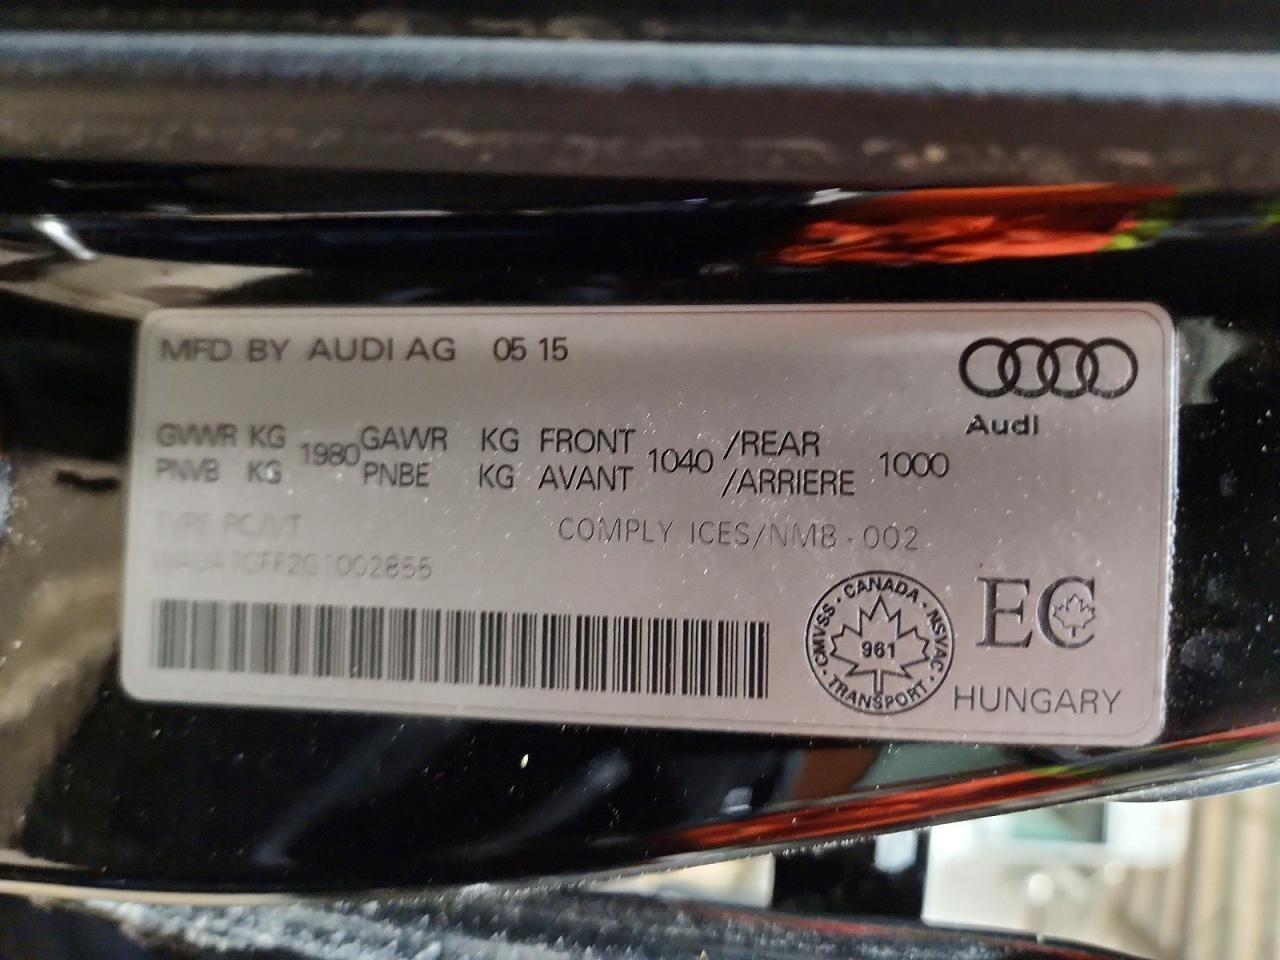 MFD BY AUDI AG 05 15
Audi
GVWR KG 1980 GAWR KG FRONT 1040 /REAR 1000
PNVB KG PNBE KG AVANT /ARRIERE
TYPE PC/VT COMPLY ICES/NMB-002
WAUA7GFF2G1002855
CMVSS · CANADA · NSVAC · TRANSPORT ·
961
EC
HUNGARY